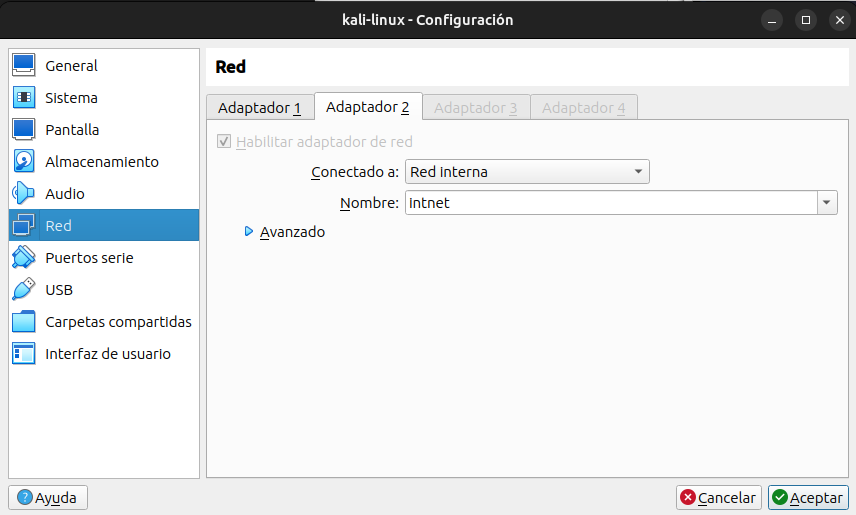 kali-linux - Configuración
General
Sistema
Pantalla
Almacenamiento
Audio
Red
Puertos serie
USB
Carpetas compartidas
Interfaz de usuario
Red
Adaptador 1 Adaptador 2 Adaptador 3 Adaptador 4
Habilitar adaptador de red
Conectado a: Red interna
Nombre: intnet
Avanzado
Ayuda Cancelar Aceptar